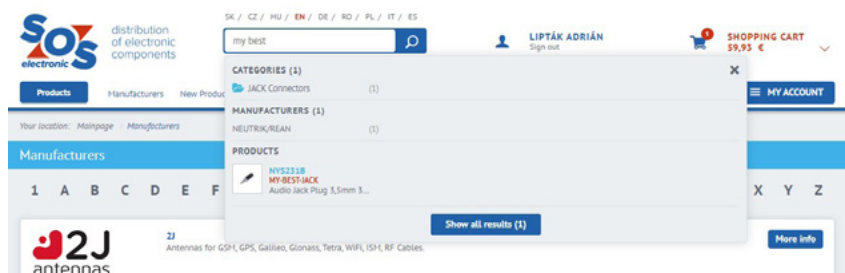 SK / CZ / HU / EN / DE / RO / PL / IT / ES
SOS
electronic
distribution
of electronic
components
my best
LIPTÁK ADRIÁN
Sign out
1
SHOPPING CART
59,93 €
CATEGORIES (1)
JACK Connectors (1)
Products Manufacturers New Produc
MY ACCOUNT
MANUFACTURERS (1)
NEUTRIK/REAN (1)
Your location: Mainpage Manufacturers
PRODUCTS
Manufacturers
NYS231B
MY-BEST-JACK
Audio Jack Plug 3,5mm 3...
1 A B C D E F X Y Z
Show all results (1)
2J
antennas
2J
Antennas for GSM, GPS, Galileo, Glonass, Tetra, WiFi, ISM, RF Cables.
More info